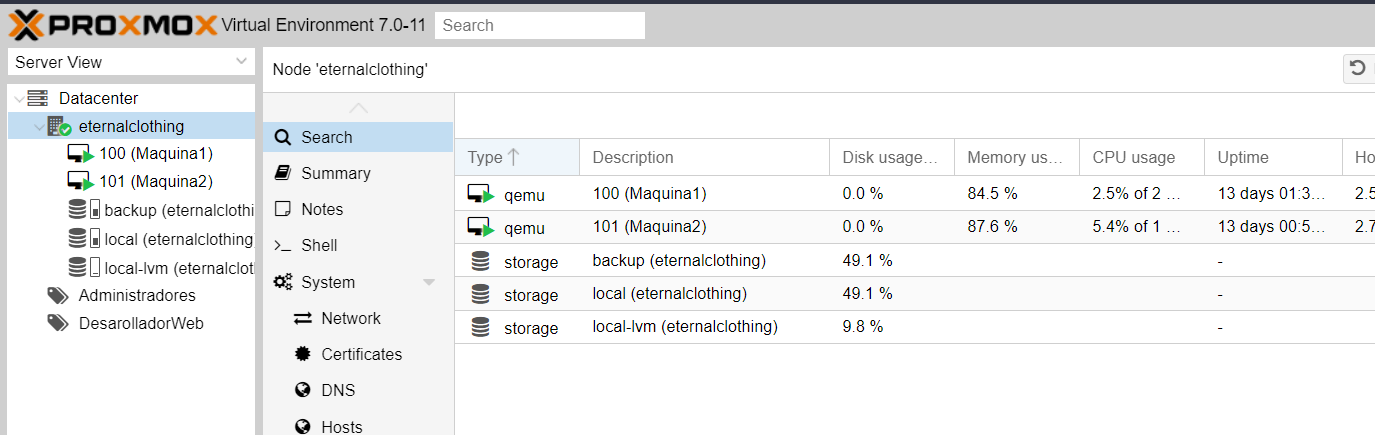 PROXMOX Virtual Environment 7.0-11 Search
Server View
Datacenter
eternalclothing
100 (Maquina1)
101 (Maquina2)
backup (eternalclothi
local (eternalclothing
local-lvm (eternalclot
Administradores
DesarolladorWeb
Node 'eternalclothing'
Search
Summary
Notes
Shell
System
Network
Certificates
DNS
Hosts
Type Description Disk usage... Memory us... CPU usage Uptime Ho
qemu 100 (Maquina1) 0.0 % 84.5 % 2.5% of 2 ... 13 days 01:3... 2.5
qemu 101 (Maquina2) 0.0 % 87.6 % 5.4% of 1 ... 13 days 00:5... 2.7
storage backup (eternalclothing) 49.1 % -
storage local (eternalclothing) 49.1 % -
storage local-lvm (eternalclothing) 9.8 % -